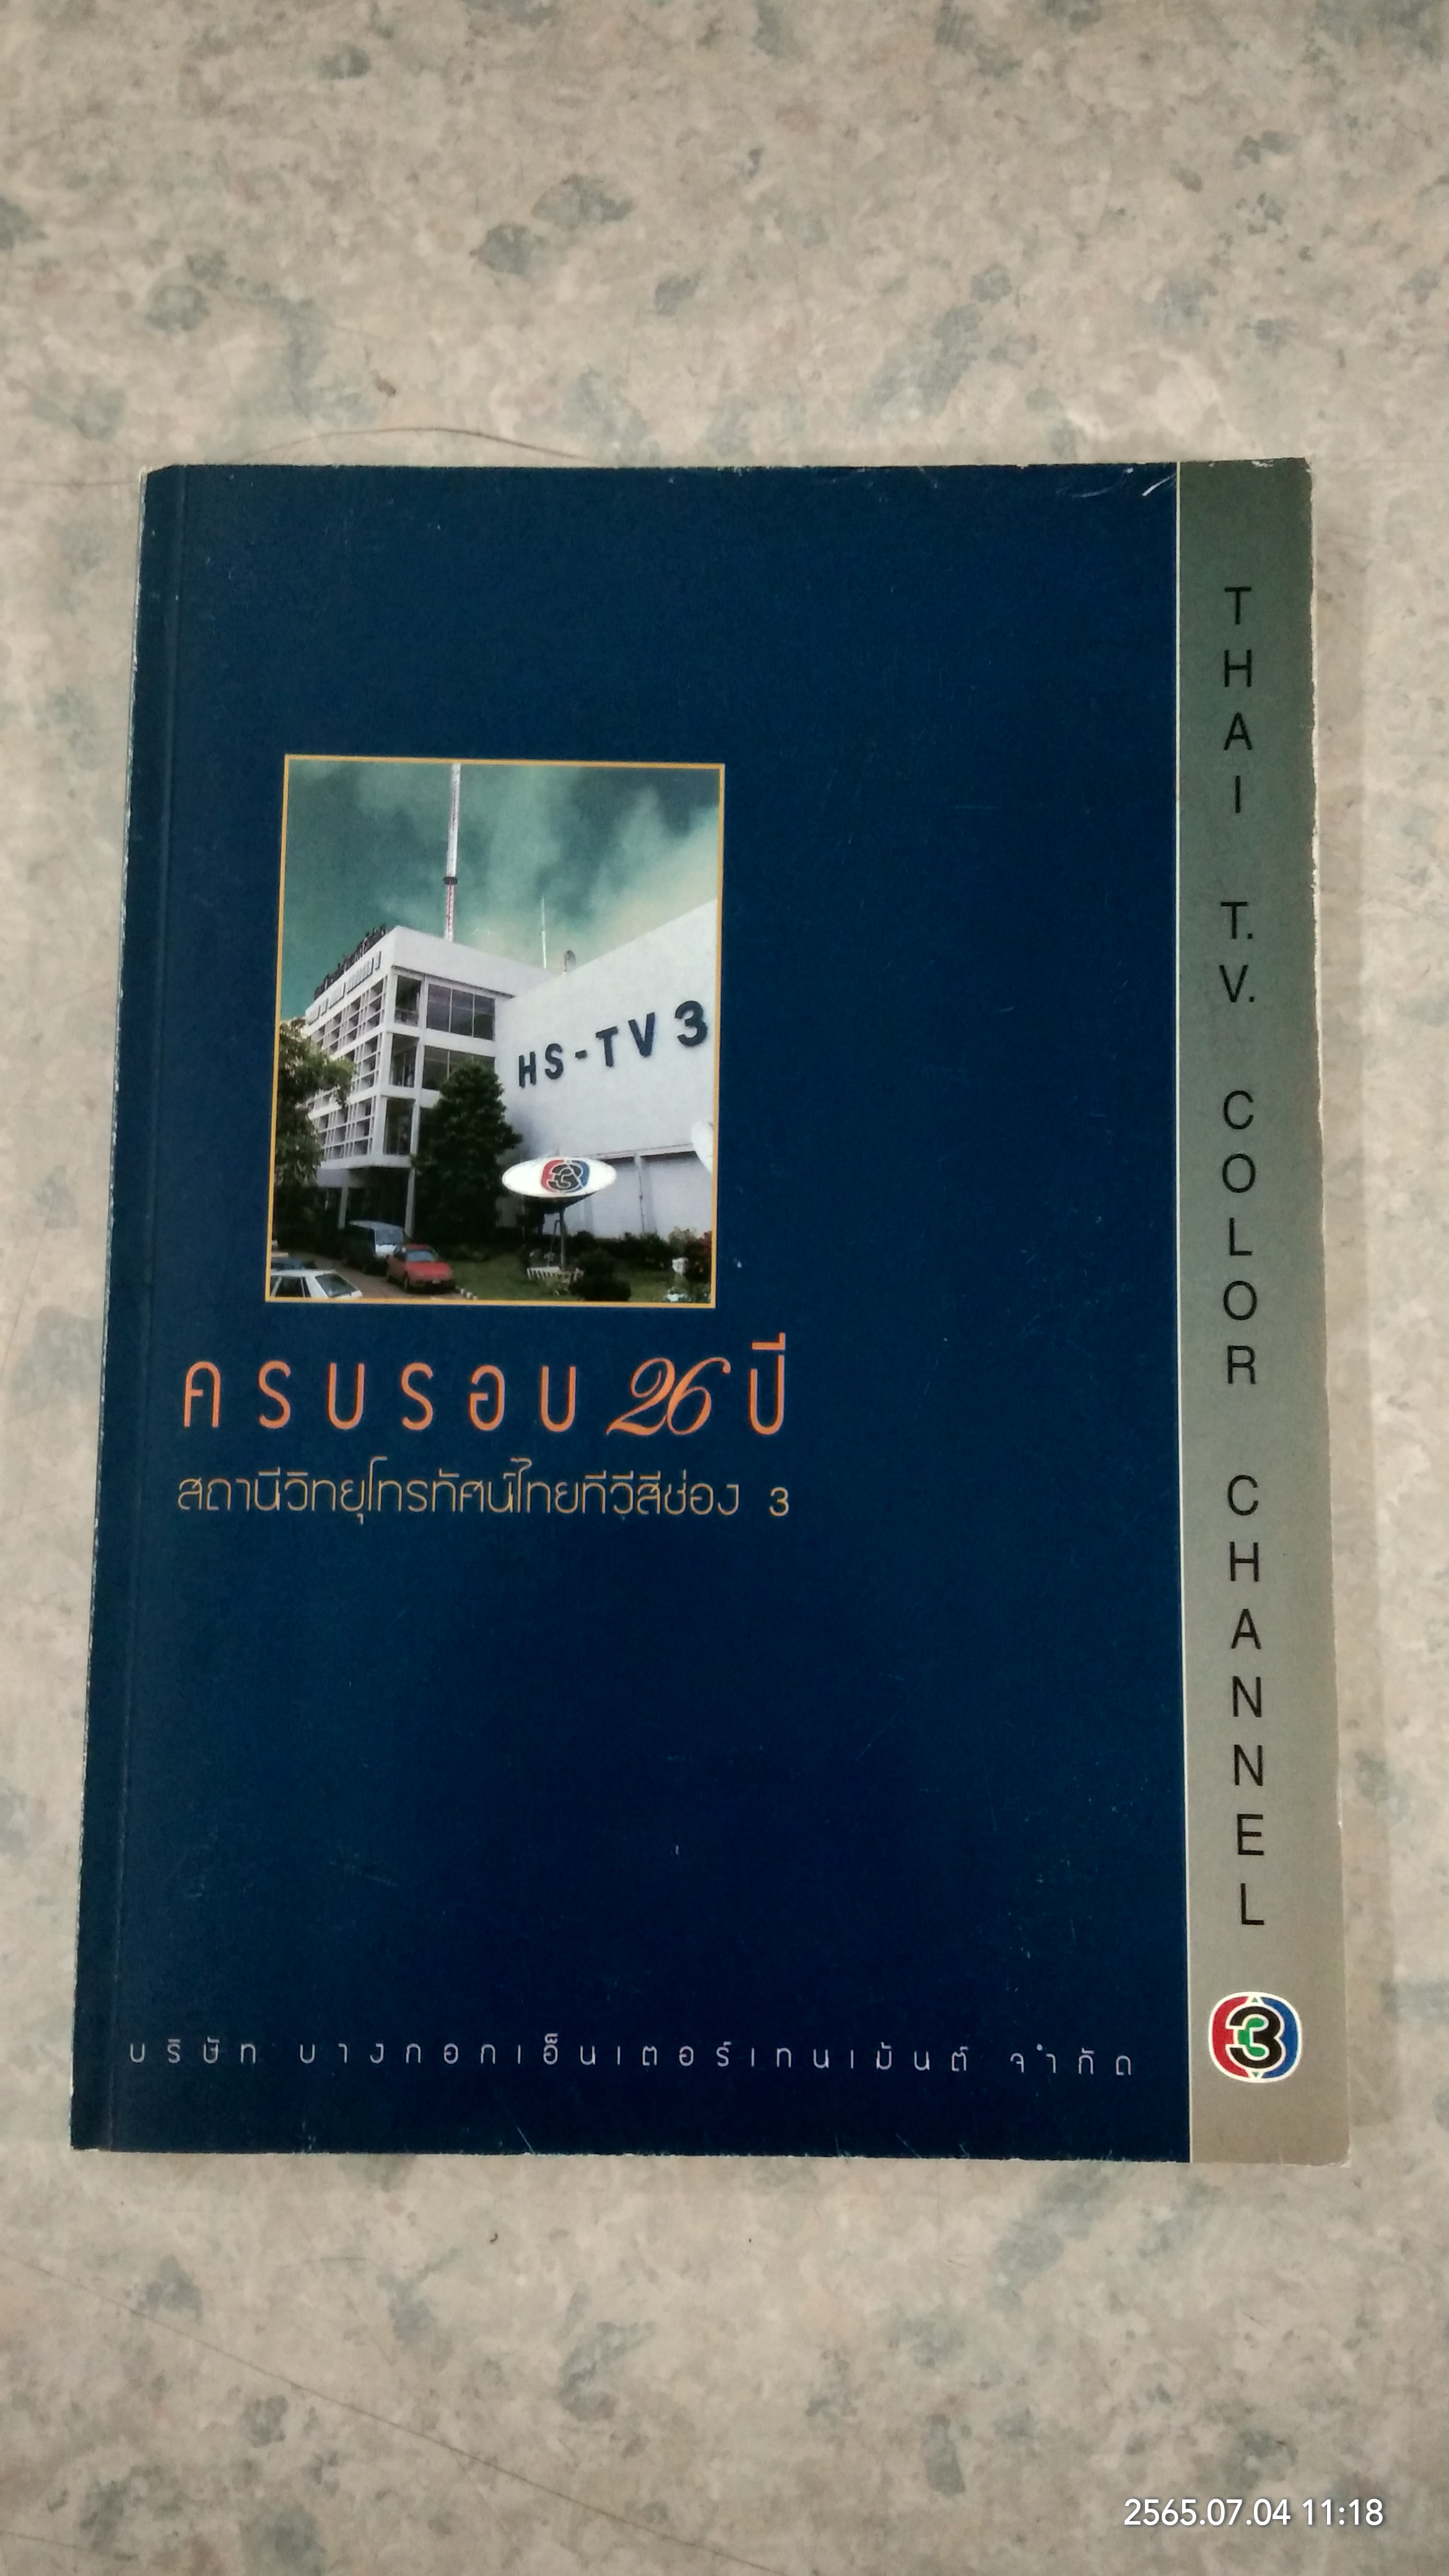 HS-TV 3
ครบรอบ 26 ปี
สถานีวิทยุโทรทัศน์ไทยทีวีสีช่อง 3
บริษัท บางกอกเอ็นเตอร์เทนเม้นต์ จำกัด
THAI T.V. COLOR CHANNEL
3
2565.07.04 11:18